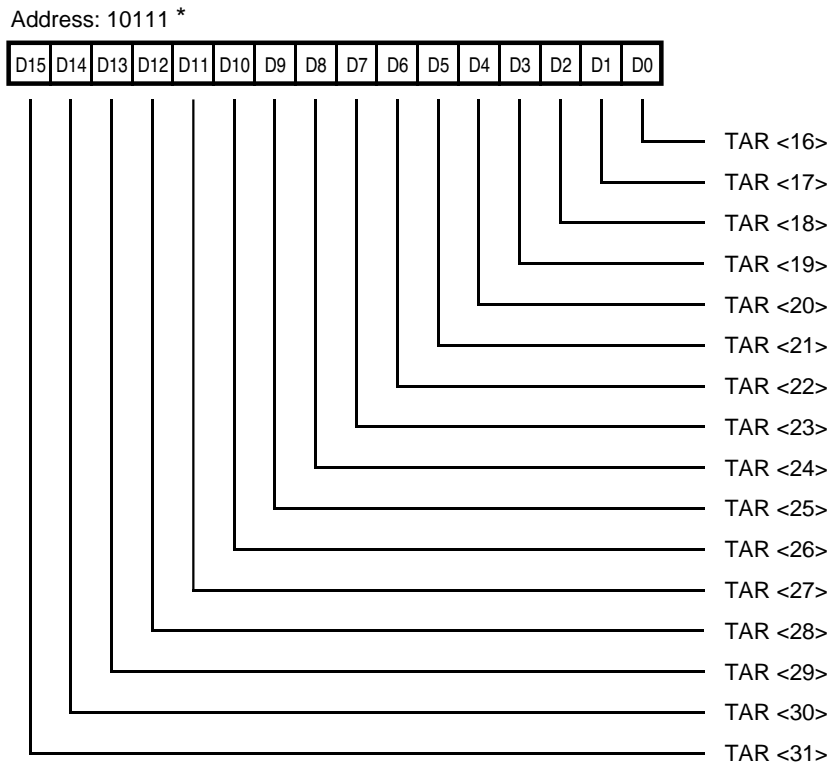 Address: 10111 *
D15 D14 D13 D12 D11 D10 D9 D8 D7 D6 D5 D4 D3 D2 D1 D0
TAR <16>
TAR <17>
TAR <18>
TAR <19>
TAR <20>
TAR <21>
TAR <22>
TAR <23>
TAR <24>
TAR <25>
TAR <26>
TAR <27>
TAR <28>
TAR <29>
TAR <30>
TAR <31>